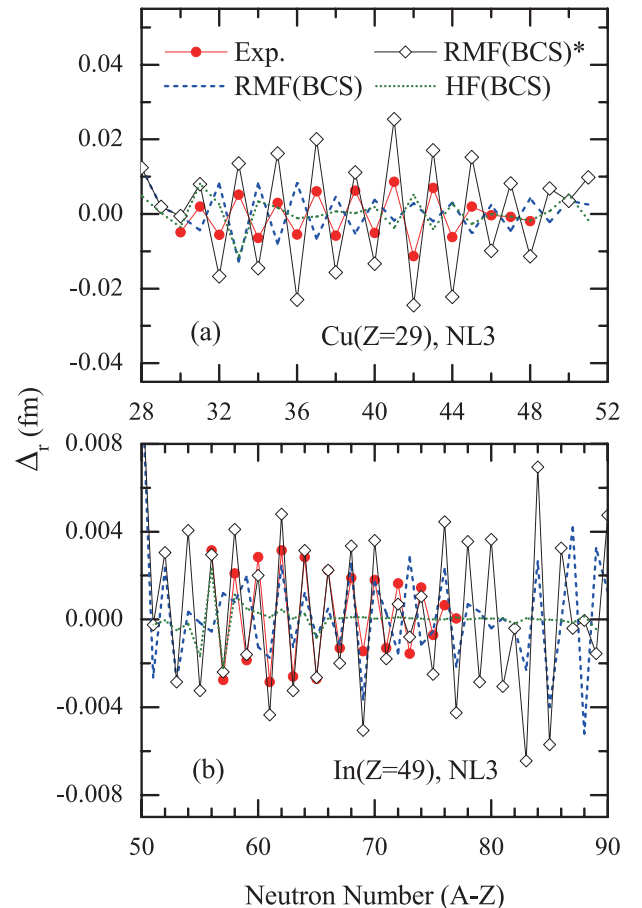 (a)
0.04
0.02
0.00
-0.02
-0.04
Exp.
RMF(BCS)*
RMF(BCS)
HF(BCS)
(a)
Cu(Z=29), NL3
28 32 36 40 44 48 52
Δr (fm)
0.008
0.004
0.000
-0.004
-0.008
(b)
In(Z=49), NL3
50 60 70 80 90
Neutron Number (A-Z)